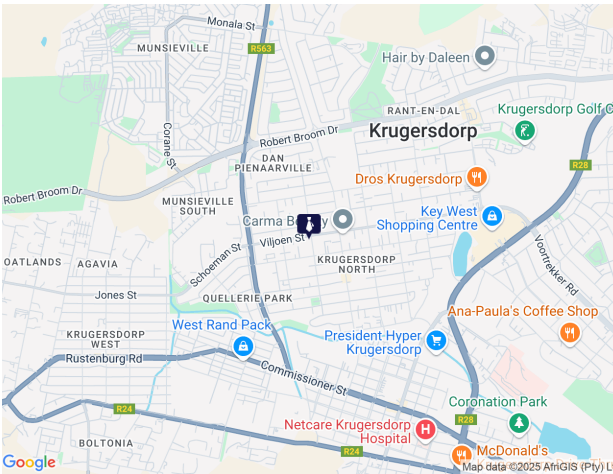 Monala St
MUNSIEVILLE
R563
Hair by Daleen
Corane St
RANT-EN-DAL
Krugersdorp Golf C
Krugersdorp
Robert Broom Dr
DAN
PIENAARVILLE
R28
Dros Krugersdorp
Robert Broom Dr
MUNSIEVILLE
SOUTH
Key West
Shopping Centre
Carma B
y
Viljoen St
Voortrekker Rd
Schoeman St
OATLANDS
AGAVIA
KRUGERSDORP
NORTH
Jones St
QUELLERIE PARK
Ana-Paula's Coffee Shop
West Rand Pack
KRUGERSDORP
WEST
President Hyper
Krugersdorp
Rustenburg Rd
Commissioner St
Coronation Park
R24
R28
Netcare Krugersdorp
Hospital
H
BOLTONIA
R24
McDonald's
Google
Map data ©2025 AfriGIS (Pty) L